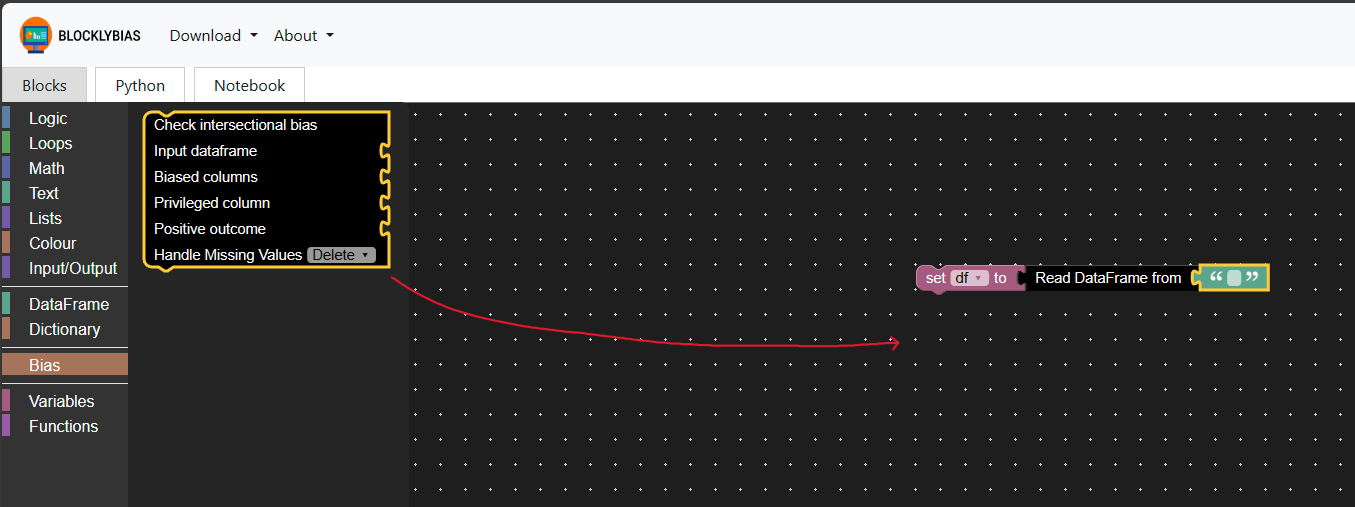 BLOCKLYBIAS Download About
Blocks Python Notebook
Logic
Loops
Math
Text
Lists
Colour
Input/Output
DataFrame
Dictionary
Bias
Variables
Functions
Check intersectional bias
Input dataframe
Biased columns
Privileged column
Positive outcome
Handle Missing Values Delete
set df to Read DataFrame from “ ”